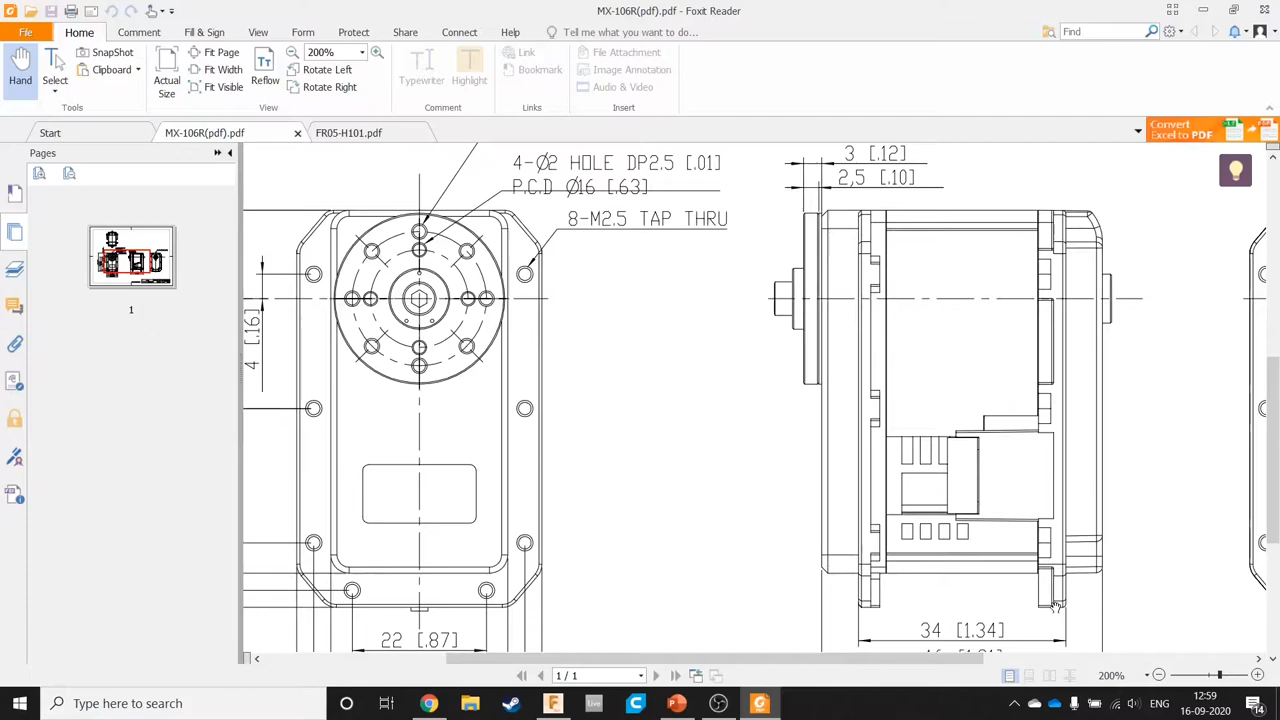 MX-106R(pdf).pdf - Foxit Reader
File
Home
Comment
Fill & Sign
View
Form
Protect
Share
Connect
Help
Tell me what you want to do...
Find
Hand
Select
SnapShot
Clipboard
Tools
Actual
Size
Fit Page
Fit Width
Fit Visible
Reflow
200%
Rotate Left
Rotate Right
View
Typewriter
Highlight
Comment
Link
Bookmark
Links
File Attachment
Image Annotation
Audio & Video
Insert
Start
MX-106R(pdf).pdf
FR05-H101.pdf
Convert
Excel to PDF
Pages
1
4-Ø2 HOLE DP2.5 [.01]
P.C.D Ø16 [.63]
8-M2.5 TAP THRU
3 [.12]
2,5 [.10]
4 [.16]
22 [.87]
34 [1.34]
1 / 1
200%
Type here to search
live
ENG
12:59
16-09-2020
4